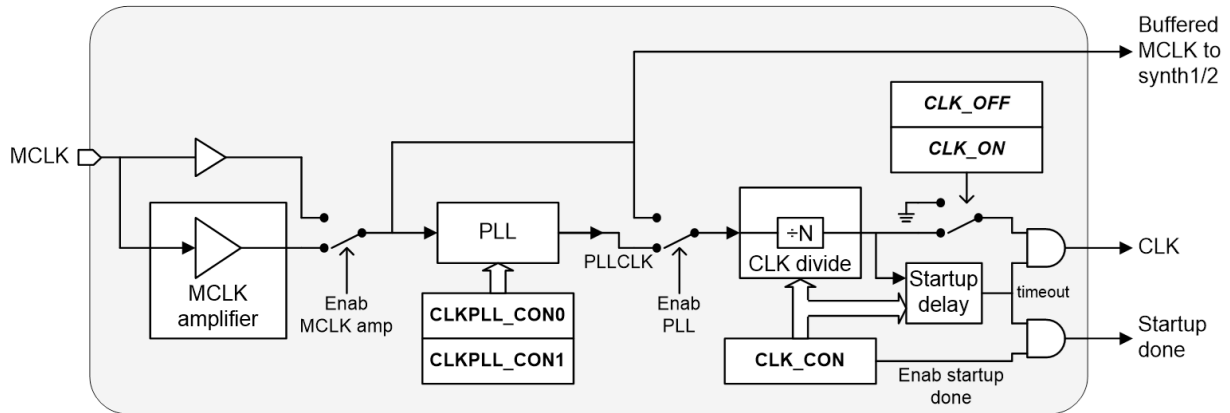 Buffered
MCLK to
synth1/2
CLK_OFF
CLK_ON
MCLK
PLL
÷N
CLK divide
PLLCLK
CLK
MCLK
amplifier
Enab
MCLK amp
Enab
PLL
Startup
delay
timeout
CLKPLL_CON0
CLKPLL_CON1
CLK_CON
Enab startup
done
Startup
done